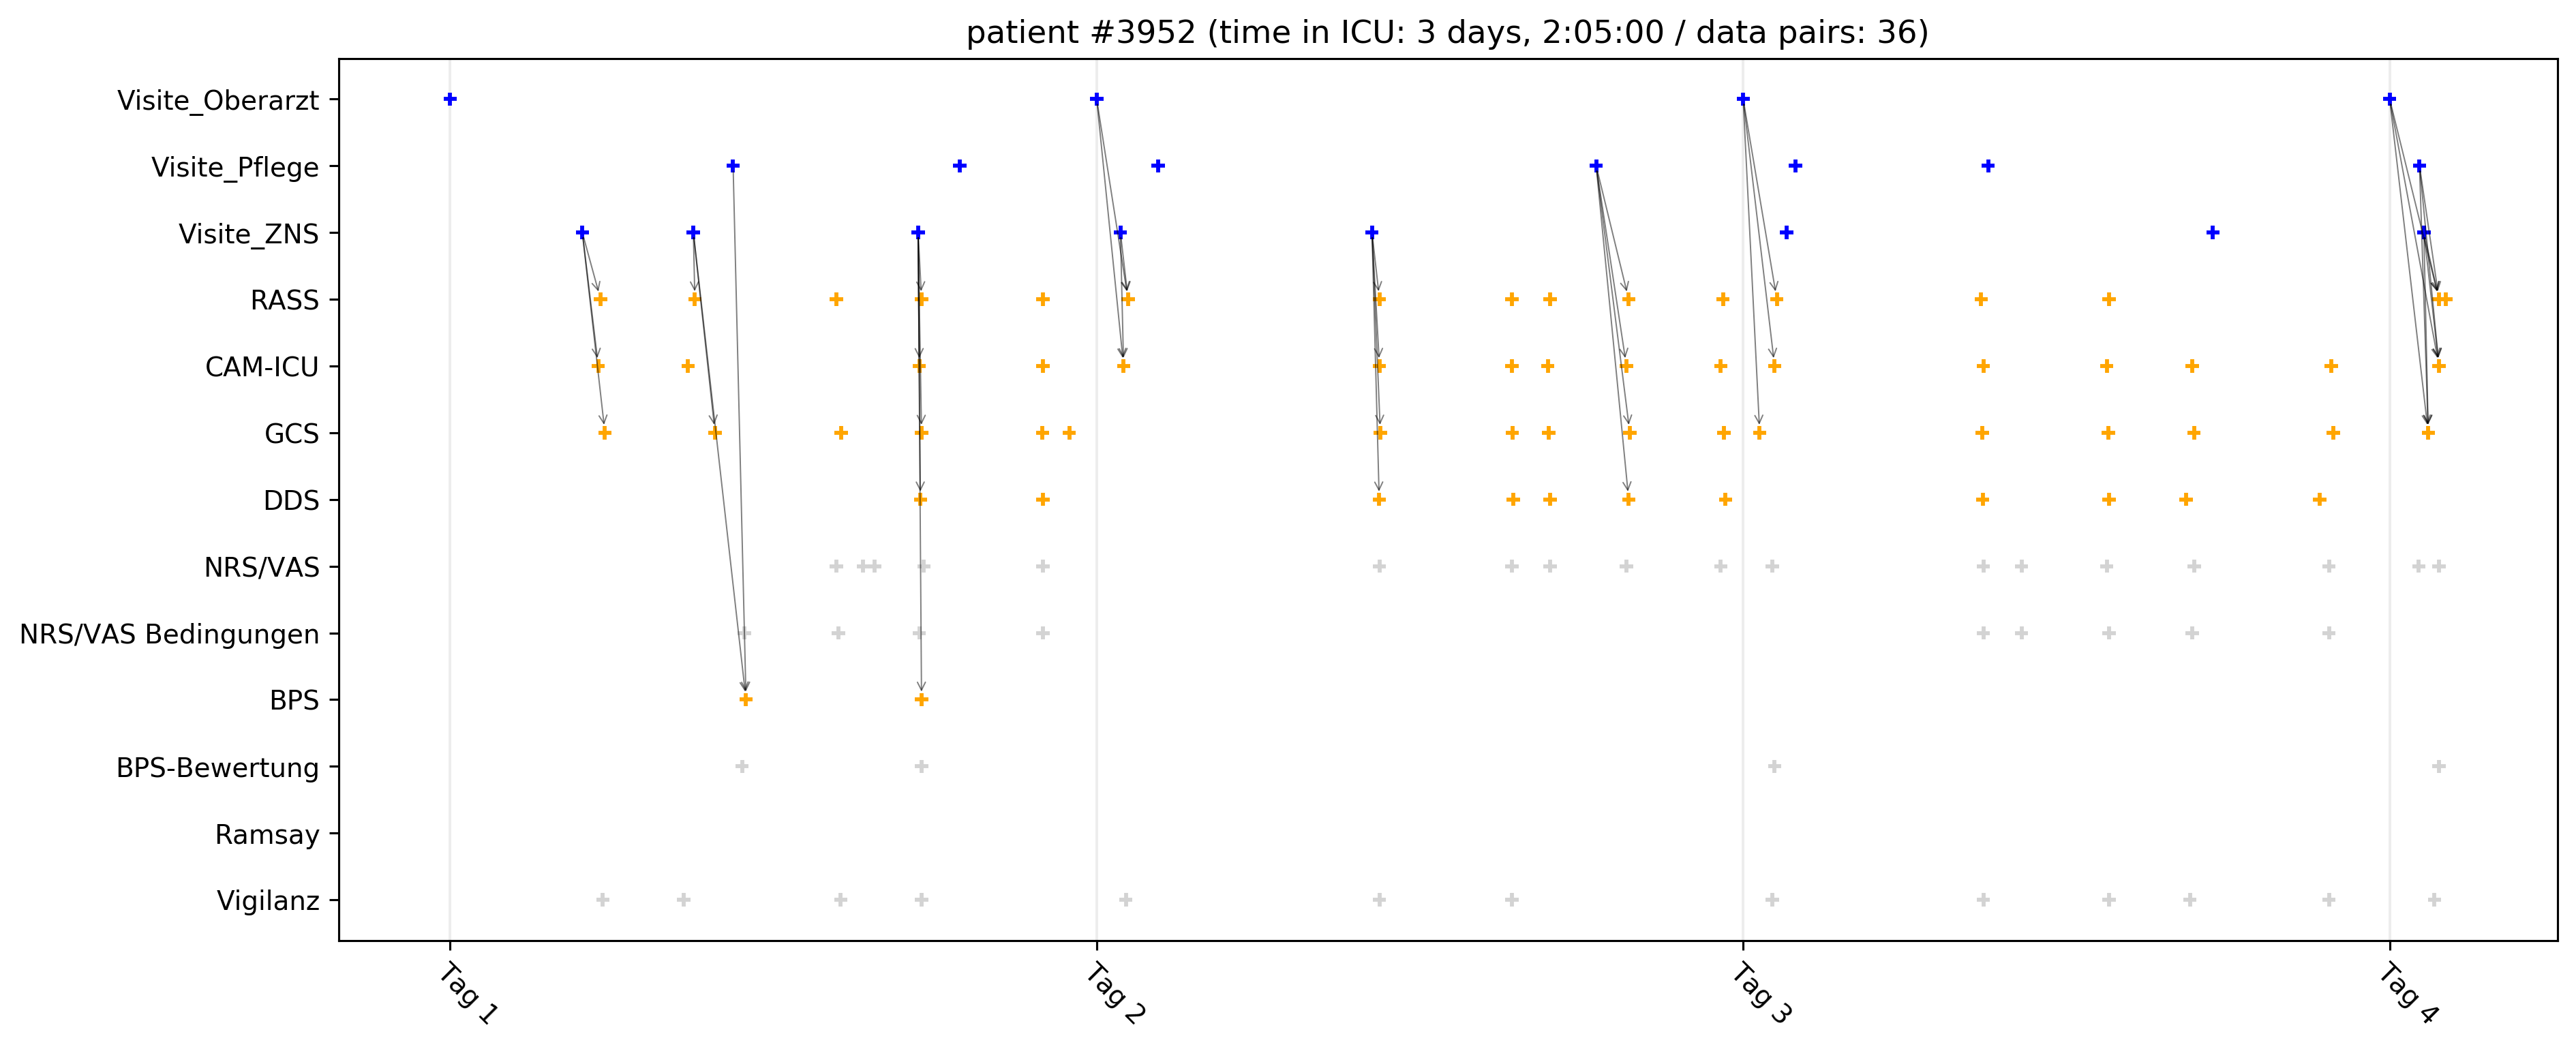 patient #3952 (time in ICU: 3 days, 2:05:00 / data pairs: 36)
Visite_Oberarzt
Visite_Pflege
Visite_ZNS
RASS
CAM-ICU
GCS
DDS
NRS/VAS
NRS/VAS Bedingungen
BPS
BPS-Bewertung
Ramsay
Vigilanz
Tag 1
Tag 2
Tag 3
Tag 4